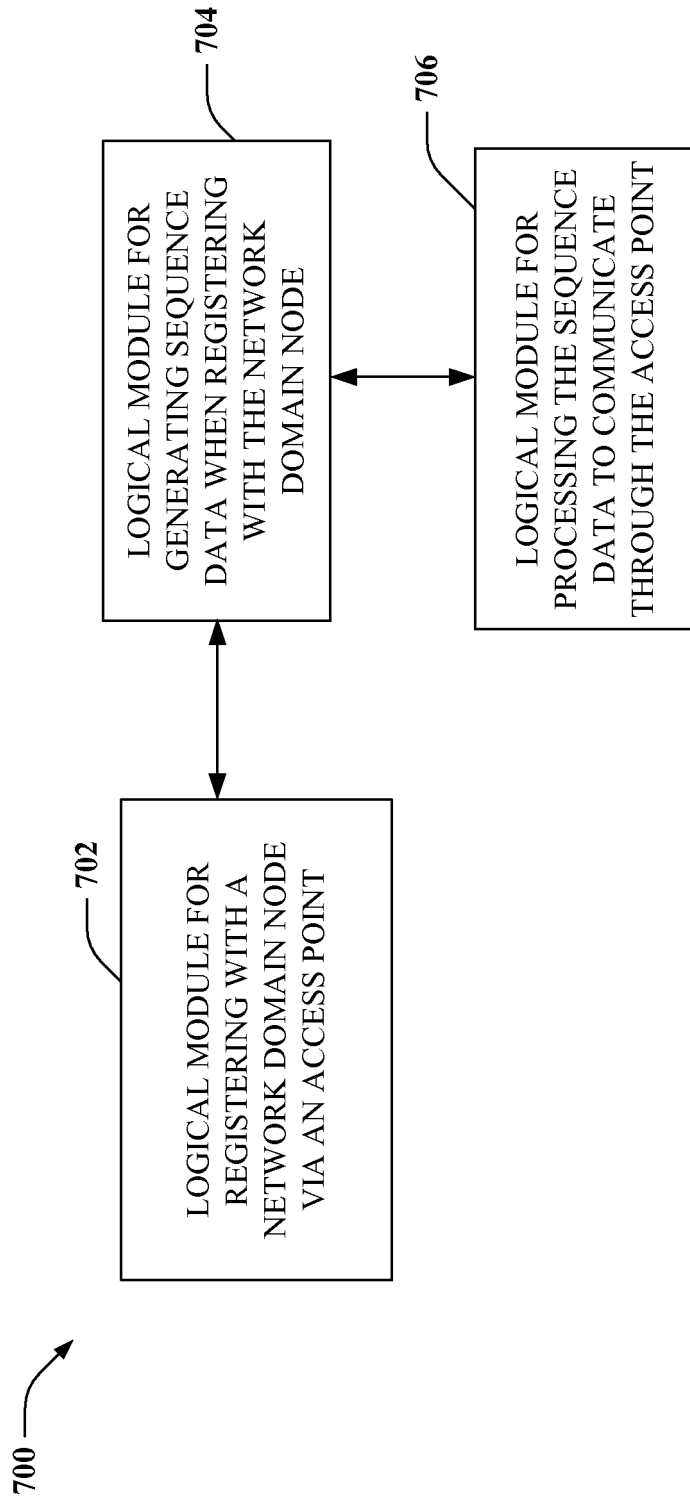 700
702
LOGICAL MODULE FOR
REGISTERING WITH A
NETWORK DOMAIN NODE
VIA AN ACCESS POINT
704
LOGICAL MODULE FOR
GENERATING SEQUENCE
DATA WHEN REGISTERING
WITH THE NETWORK
DOMAIN NODE
706
LOGICAL MODULE FOR
PROCESSING THE SEQUENCE
DATA TO COMMUNICATE
THROUGH THE ACCESS POINT